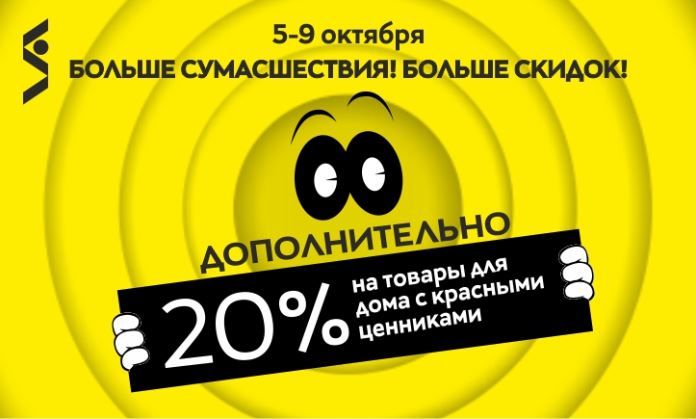 5-9 октября
БОЛЬШЕ СУМАСШЕСТВИЯ! БОЛЬШЕ СКИДОК!
ДОПОЛНИТЕЛЬНО
20%
на товары для
дома с красными
ценниками